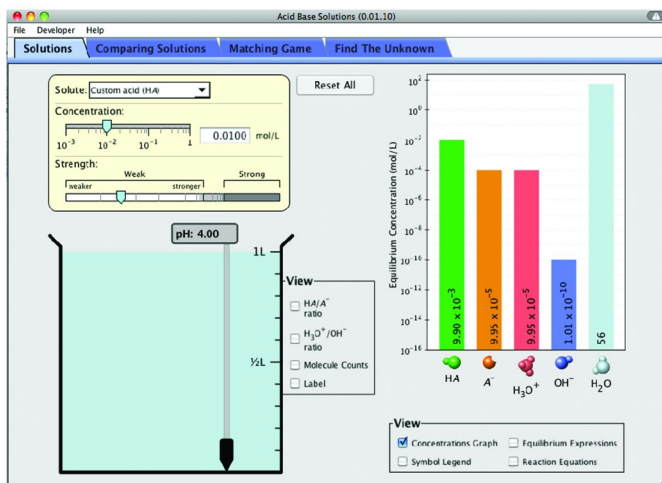 Acid Base Solutions (0.01.10)
File Developer Help
Solutions Comparing Solutions Matching Game Find The Unknown
Solute: Custom acid (HA)
Reset All
Concentration:
0.0100 mol/L
10⁻³ 10⁻² 10⁻¹ 1
Strength:
Weak Strong
weaker stronger
pH: 4.00
1L
½L
View
HA/A⁻
ratio
H₃O⁺/OH⁻
ratio
Molecule Counts
Label
Equilibrium Concentration (mol/L)
10²
10⁰
10⁻²
10⁻⁴
10⁻⁶
10⁻⁸
10⁻¹⁰
10⁻¹²
10⁻¹⁴
10⁻¹⁶
9.90 x 10⁻³
9.95 x 10⁻⁵
9.95 x 10⁻⁵
1.01 x 10⁻¹⁰
56
HA A⁻ H₃O⁺ OH⁻ H₂O
View
Concentrations Graph Equilibrium Expressions
Symbol Legend Reaction Equations